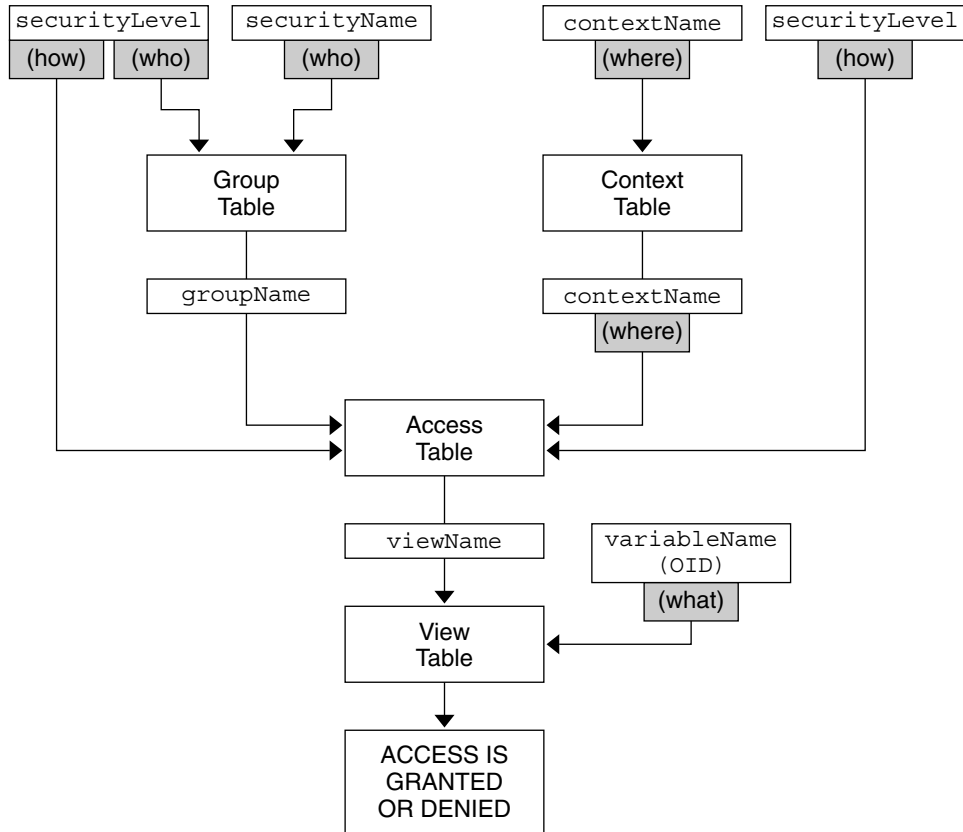 securityLevel
(how) (who)
securityName
(who)
contextName
(where)
securityLevel
(how)
Group
Table
Context
Table
groupName
contextName
(where)
Access
Table
viewName
variableName
(OID)
(what)
View
Table
ACCESS IS
GRANTED
OR DENIED